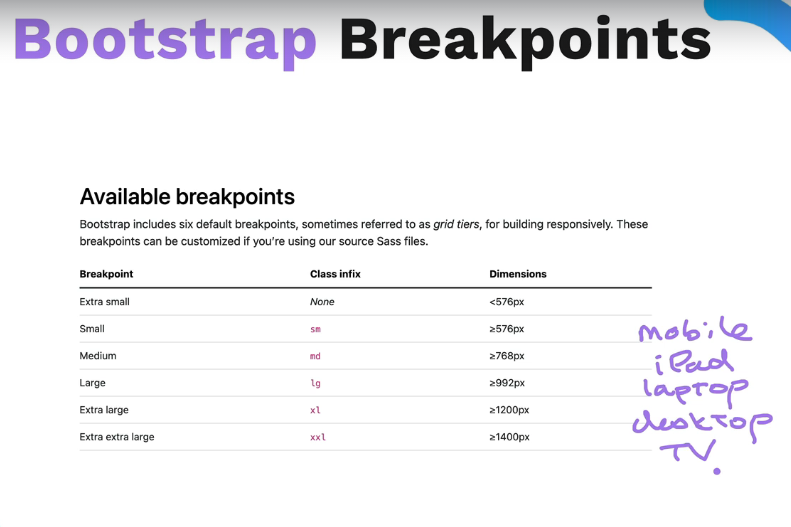 Bootstrap Breakpoints
Available breakpoints
Bootstrap includes six default breakpoints, sometimes referred to as grid tiers, for building responsively. These
breakpoints can be customized if you're using our source Sass files.
Breakpoint Class infix Dimensions
Extra small None <576px
Small sm ≥576px
Medium md ≥768px
Large lg ≥992px
Extra large xl ≥1200px
Extra extra large xxl ≥1400px
mobile
iPad
laptop
desktop
TV.